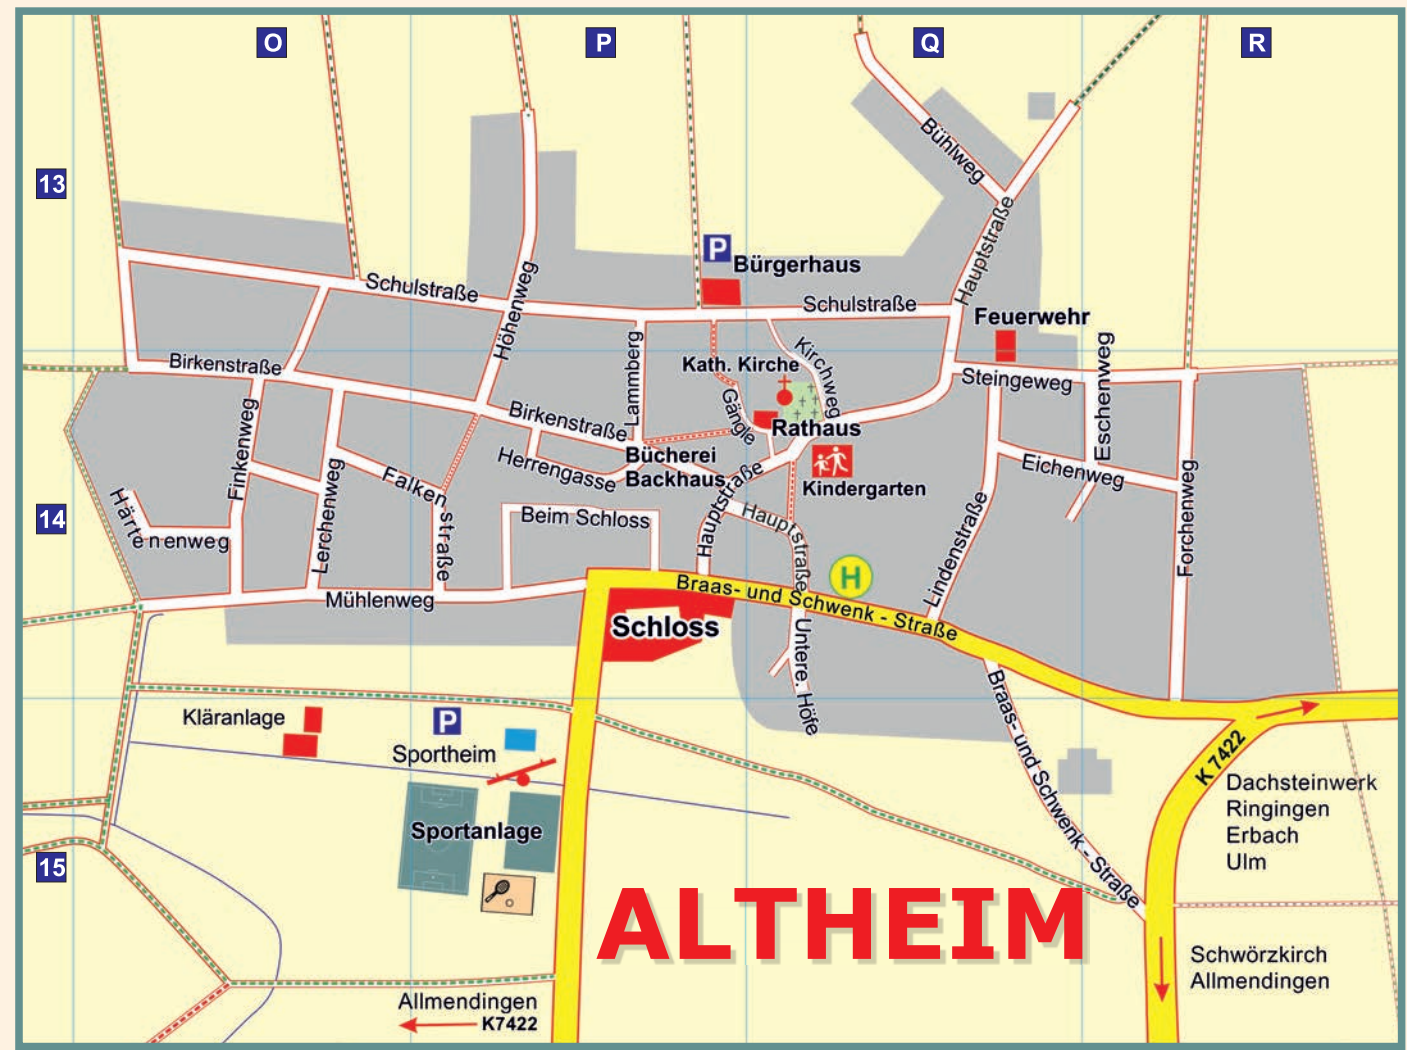 O
P
Q
R
13
Bühlweg
Hauptstraße
P
Bürgerhaus
Schulstraße
Schulstraße
Höhenweg
Feuerwehr
Birkenstraße
Lammberg
Kath. Kirche
Kirchweg
Steingeweg
Eschenweg
Finkenweg
Birkenstraße
Gängle
Rathaus
Herrengasse
Bücherei
Backhaus
Kindergarten
Eichenweg
Falkenstraße
Lerchenweg
Härtenenweg
14
Beim Schloss
Hauptstraße
Hauptstraße
Lindenstraße
Forchenweg
H
Mühlenweg
Braas- und Schwenk - Straße
Schloss
Untere. Höfe
Braas- und Schwenk - Straße
Kläranlage
P
Sportheim
K 7422
Dachsteinwerk
Ringingen
Erbach
Ulm
Sportanlage
15
ALTHEIM
Schwörzkirch
Allmendingen
Allmendingen
K7422